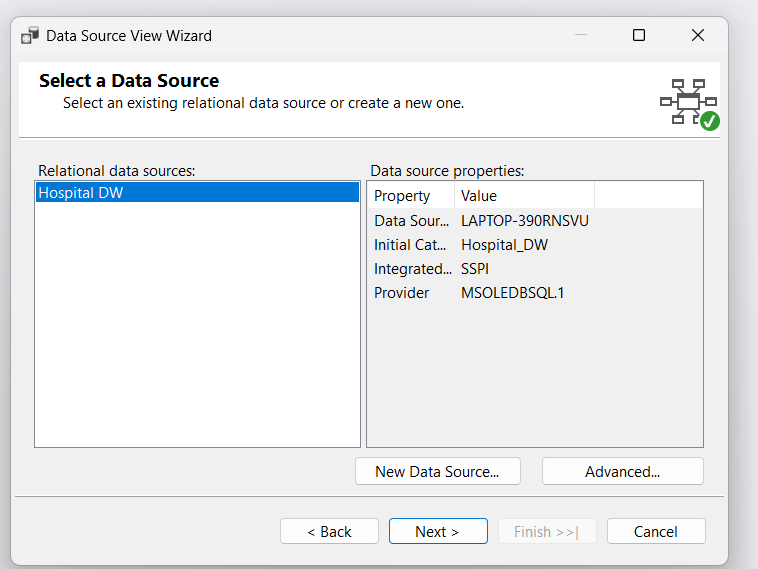 Data Source View Wizard
Select a Data Source
Select an existing relational data source or create a new one.
Relational data sources:
Hospital DW
Data source properties:
Property Value
Data Sour... LAPTOP-390RNSVU
Initial Cat... Hospital_DW
Integrated... SSPI
Provider MSOLEDBSQL.1
New Data Source... Advanced...
< Back Next > Finish >>| Cancel